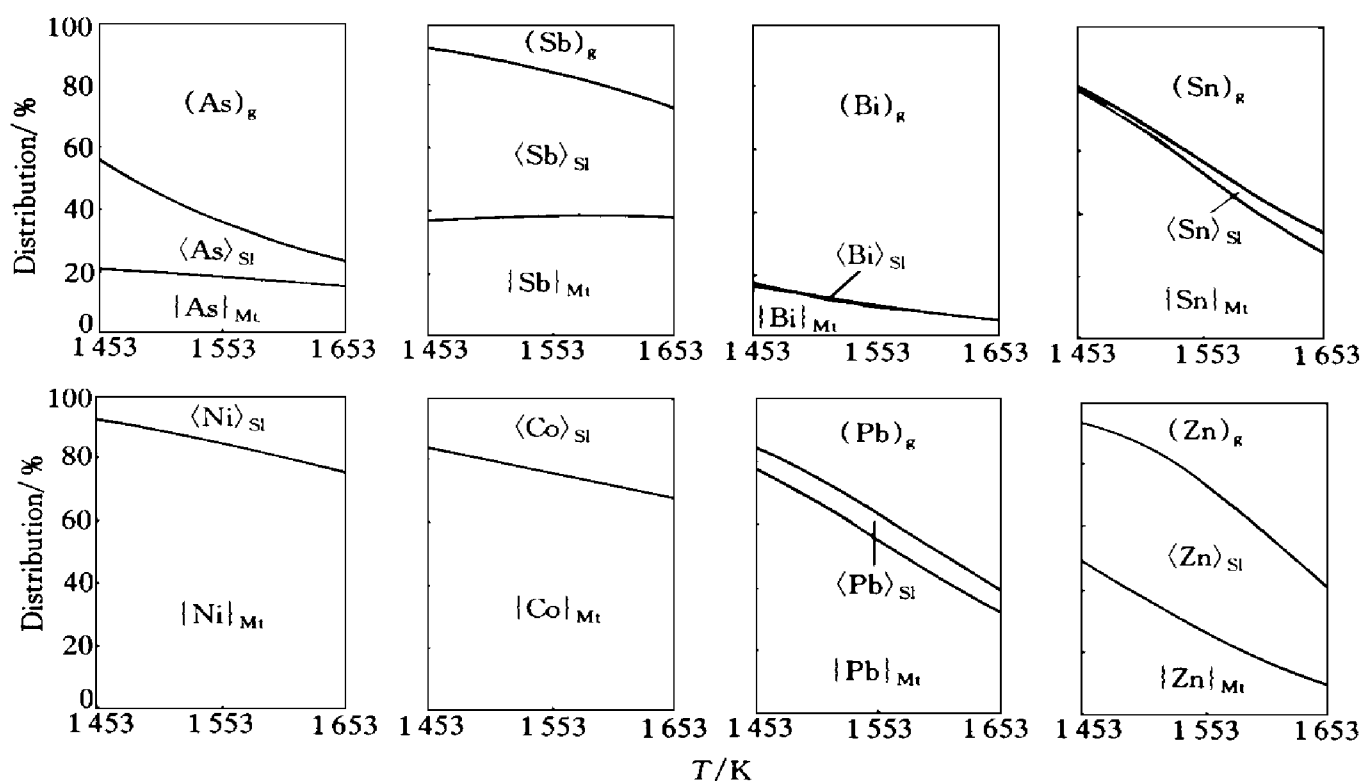 Distribution/%
100
80
60
40
20
0
(As)g
⟨As⟩Sl
|As|Mt
1 453 1 553 1 653
(Sb)g
⟨Sb⟩Sl
|Sb|Mt
1 453 1 553 1 653
(Bi)g
⟨Bi⟩Sl
|Bi|Mt
1 453 1 553 1 653
(Sn)g
⟨Sn⟩Sl
|Sn|Mt
1 453 1 553 1 653
Distribution/%
100
80
60
40
20
0
⟨Ni⟩Sl
|Ni|Mt
1 453 1 553 1 653
⟨Co⟩Sl
|Co|Mt
1 453 1 553 1 653
(Pb)g
⟨Pb⟩Sl
|Pb|Mt
1 453 1 553 1 653
(Zn)g
⟨Zn⟩Sl
|Zn|Mt
1 453 1 553 1 653
T/K